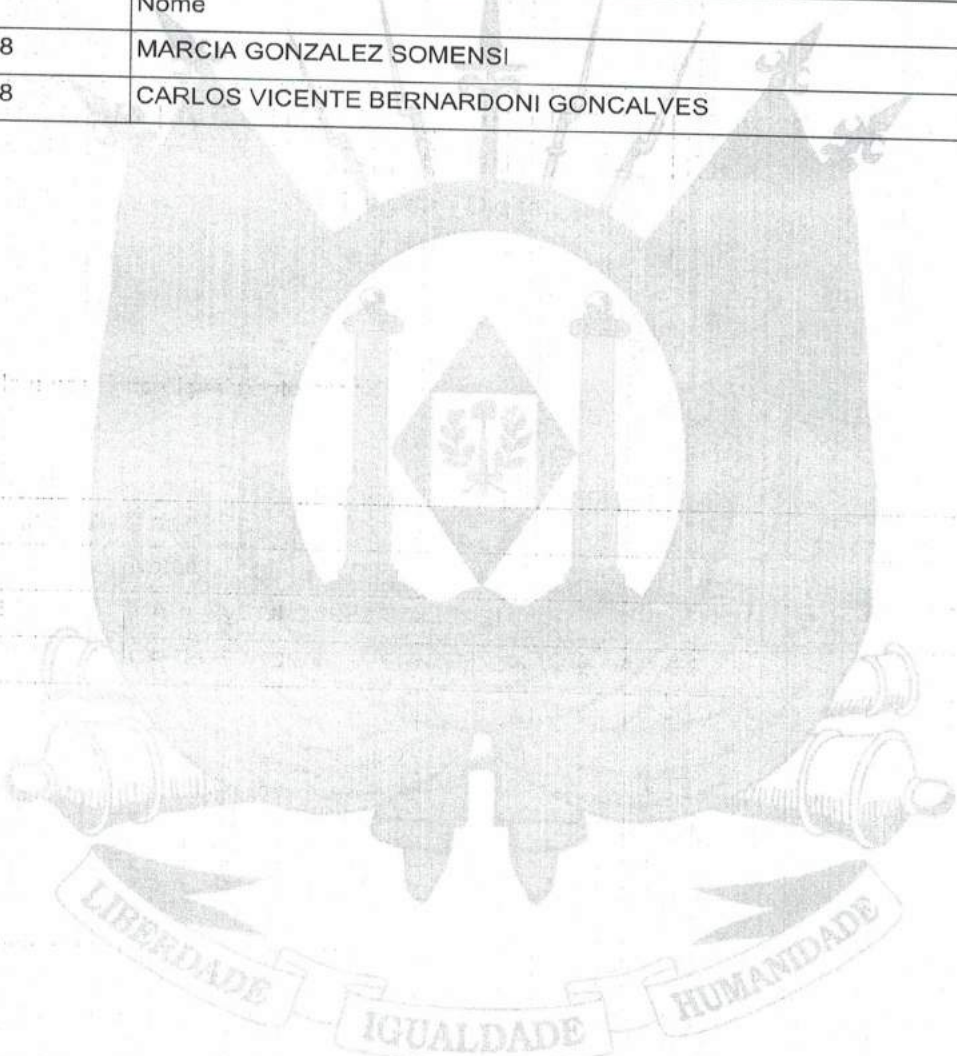 Nome
8 MARCIA GONZALEZ SOMENSI
8 CARLOS VICENTE BERNARDONI GONCALVES
LIBERDADE IGUALDADE HUMANIDADE